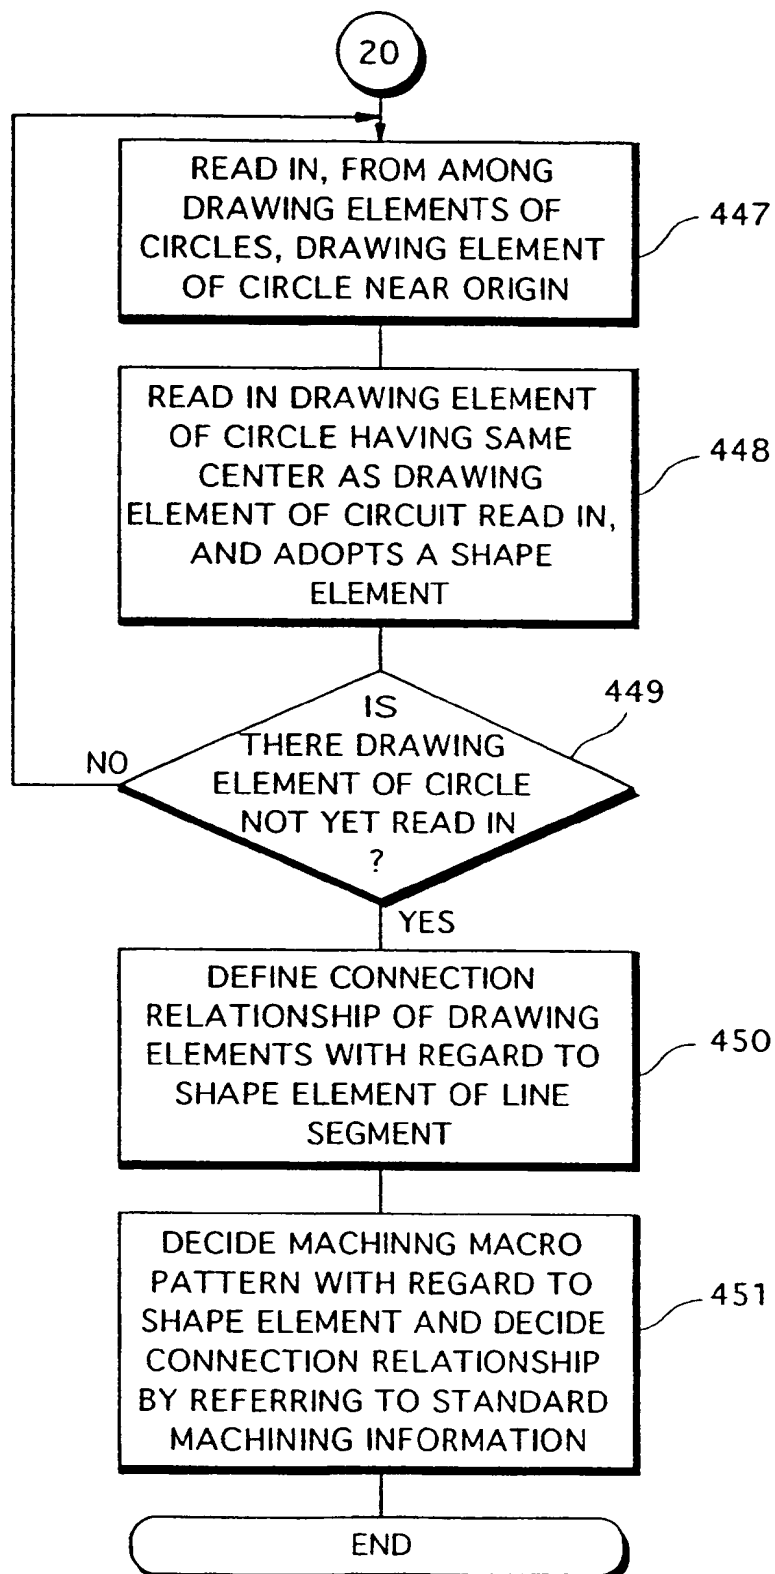 20
READ IN, FROM AMONG
DRAWING ELEMENTS OF
CIRCLES, DRAWING ELEMENT
OF CIRCLE NEAR ORIGIN
447
READ IN DRAWING ELEMENT
OF CIRCLE HAVING SAME
CENTER AS DRAWING
ELEMENT OF CIRCUIT READ IN,
AND ADOPTS A SHAPE
ELEMENT
448
IS
THERE DRAWING
ELEMENT OF CIRCLE
NOT YET READ IN
?
449
NO
YES
DEFINE CONNECTION
RELATIONSHIP OF DRAWING
ELEMENTS WITH REGARD TO
SHAPE ELEMENT OF LINE
SEGMENT
450
DECIDE MACHINNG MACRO
PATTERN WITH REGARD TO
SHAPE ELEMENT AND DECIDE
CONNECTION RELATIONSHIP
BY REFERRING TO STANDARD
MACHINING INFORMATION
451
END